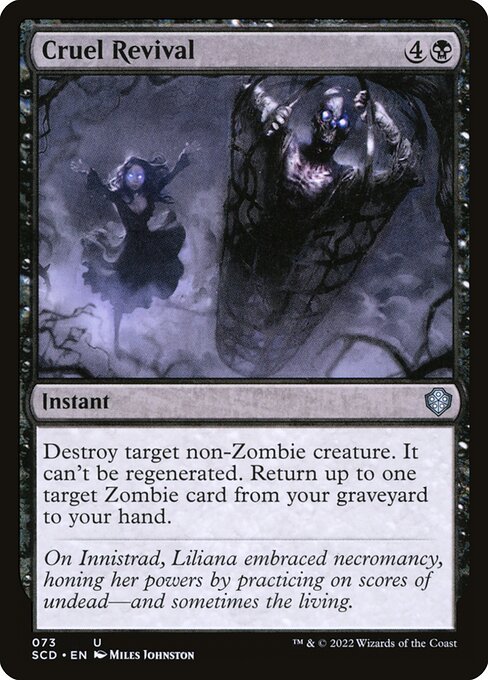 Cruel Revival 4
Instant
Destroy target non-Zombie creature. It
can't be regenerated. Return up to one
target Zombie card from your graveyard
to your hand.
On Innistrad, Liliana embraced necromancy,
honing her powers by practicing on scores of
undead—and sometimes the living.
073 U
SCD • EN Miles Johnston
™ & © 2022 Wizards of the Coast